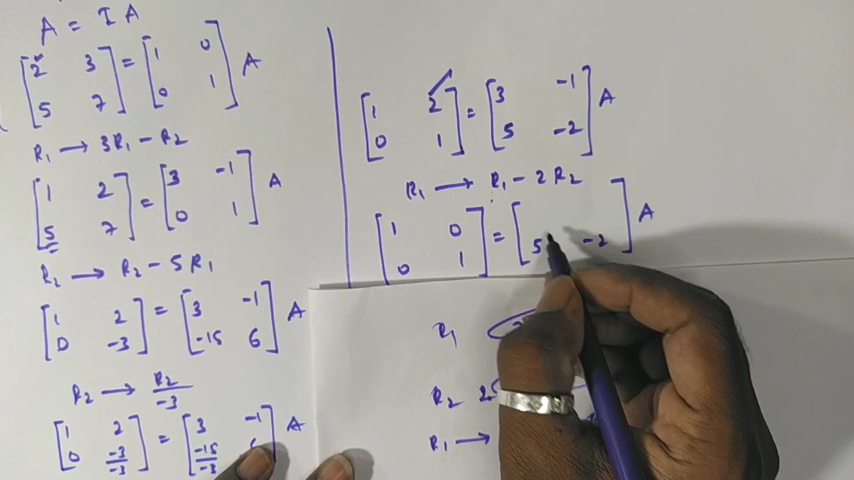 A = IA
[2 3 5 7] = [1 0 0 1] A
R₁ → 3R₁ - R₂
[1 2 5 7] = [3 -1 0 1] A
R₂ → R₂ - 5R₁
[1 2 0 -3] = [3 -1 -15 6] A
R₂ → R₂/-3
[1 2 0 -3/-3] = [3 -1 -15/-3] A
[1 2 0 1] = [3 -1 5 -2] A
R₁ → R₁ - 2R₂
[1 0 0 1] = [5 -2] A
R₁
R₂ 2
R₁ →